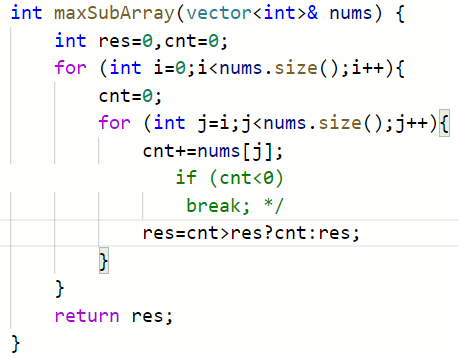 int maxSubArray(vector<int>& nums) {
    int res=0,cnt=0;
    for (int i=0;i<nums.size();i++){
        cnt=0;
        for (int j=i;j<nums.size();j++){
            cnt+=nums[j];
               if (cnt<0)
                break; */
            res=cnt>res?cnt:res;
        }
    }
    return res;
}